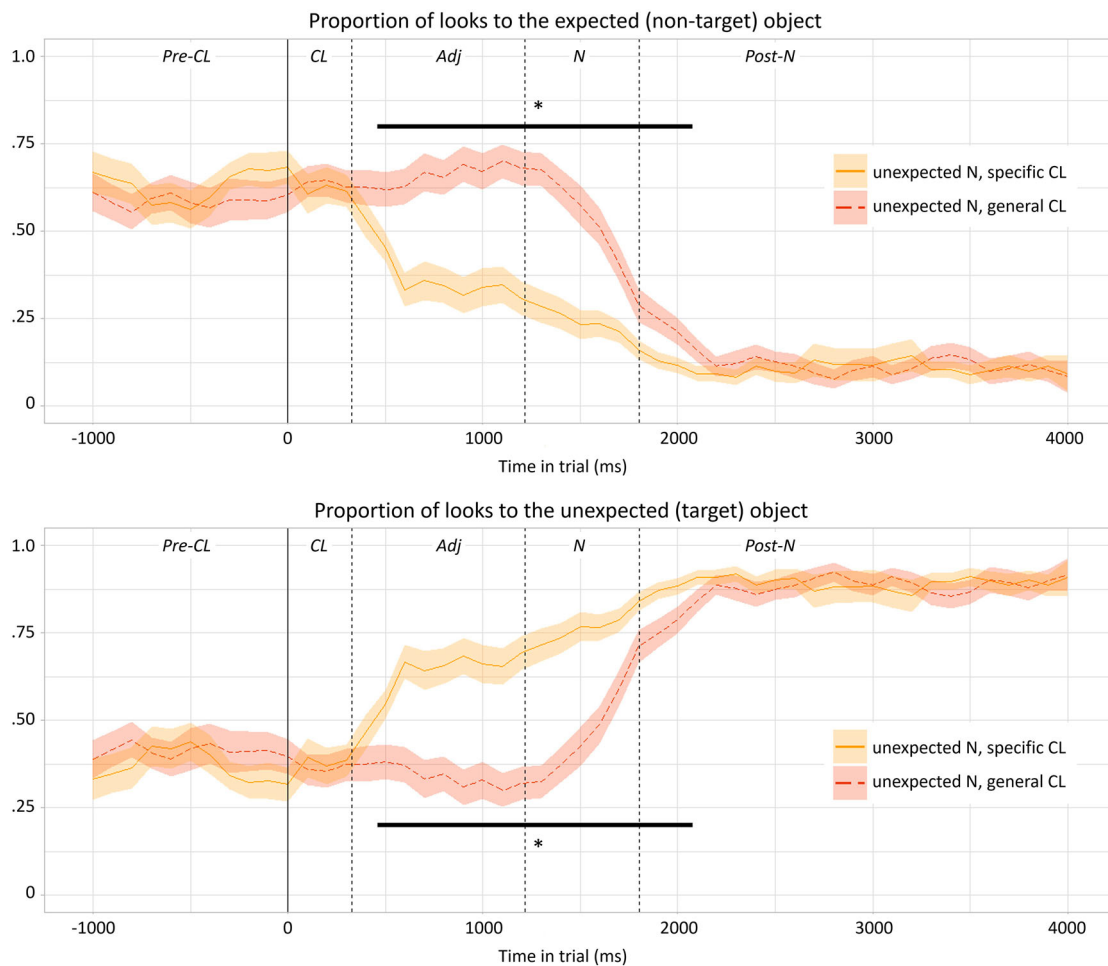 Proportion of looks to the expected (non-target) object
1.0
Pre-CL CL Adj N Post-N
*
.75
unexpected N, specific CL
unexpected N, general CL
.50
.25
0
-1000 0 1000 2000 3000 4000
Time in trial (ms)
Proportion of looks to the unexpected (target) object
1.0
Pre-CL CL Adj N Post-N
.75
.50
unexpected N, specific CL
unexpected N, general CL
.25
*
0
-1000 0 1000 2000 3000 4000
Time in trial (ms)